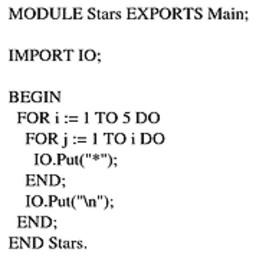 MODULE Stars EXPORTS Main;
IMPORT IO;
BEGIN
FOR i := 1 TO 5 DO
FOR j := 1 TO i DO
IO.Put("*");
END;
IO.Put("\n");
END;
END Stars.